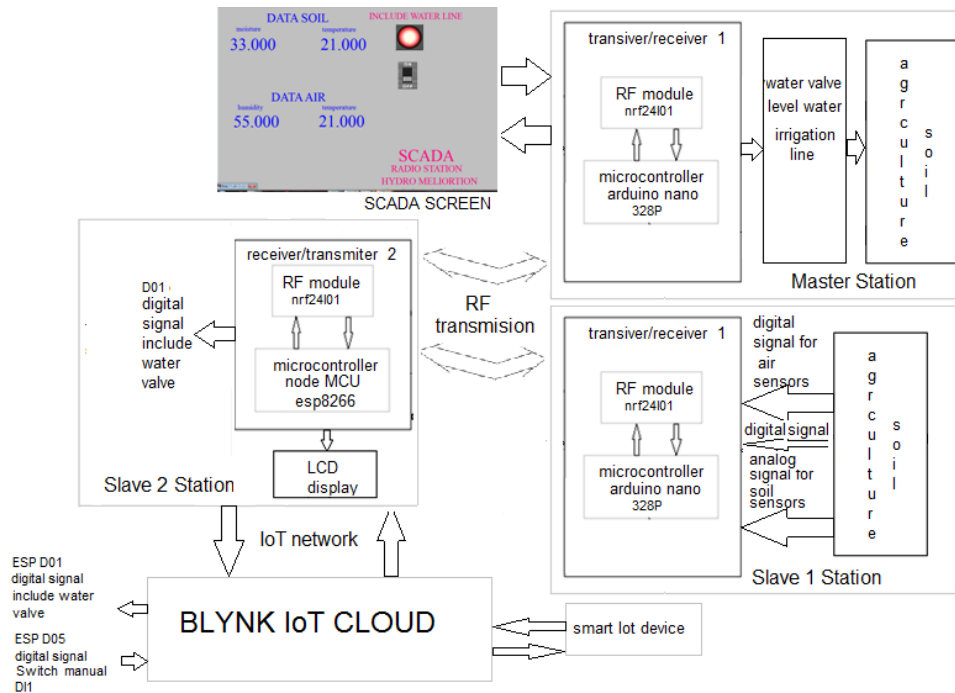 DATA SOIL
INCLUDE WATER LINE
moisture
temperature
33.000
21.000
DATA AIR
humidity
temperature
55.000
21.000
SCADA
RADIO STATION
HYDRO MELIORTION
SCADA SCREEN
transiver/receiver 1
RF module
nrf24l01
microcontroller
arduino nano
328P
water valve
level water
irrigation
line
agrculture
soil
Master Station
receiver/transmiter 2
RF module
nrf24l01
microcontroller
node MCU
esp8266
D01
digital
signal
include
water
valve
LCD
display
Slave 2 Station
RF
transmision
transiver/receiver 1
RF module
nrf24l01
microcontroller
arduino nano
328P
digital
signal for
air
sensors
digital signal
analog
signal for
soil
sensors
agrculture
soil
Slave 1 Station
IoT network
ESP D01
digital signal
include water
valve
ESP D05
digital signal
Switch manual
DI1
BLYNK IoT CLOUD
smart Iot device